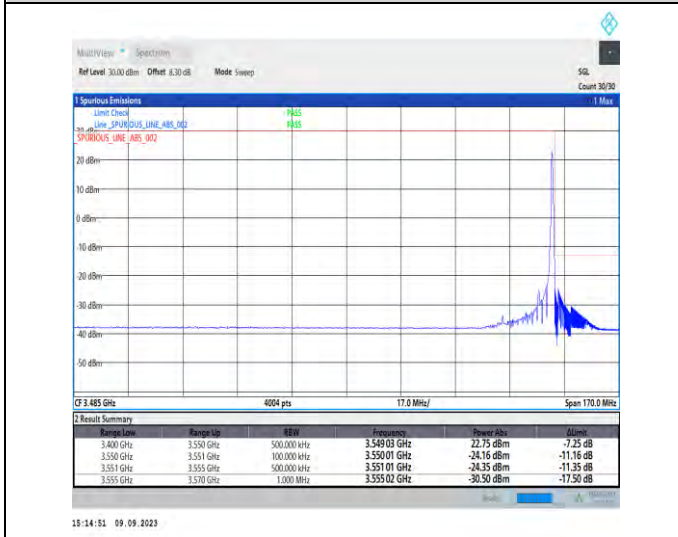 MultiView Spectrum
Ref Level 30.00 dBm Offset 8.30 dB Mode Sweep SGL
Count 30/30
1 Spurious Emissions 1 Max
Limit Check PASS
Line _SPURIOUS_LINE_ABS_002 PASS
_SPURIOUS_LINE_ABS_002
20 dBm
10 dBm
0 dBm
-10 dBm
-20 dBm
-30 dBm
-40 dBm
-50 dBm
CF 3.485 GHz 4004 pts 17.0 MHz/ Span 170.0 MHz
2 Result Summary
Range Low Range Up RBW Frequency Power Abs ΔLimit
3.400 GHz 3.550 GHz 500.000 kHz 3.549 03 GHz 22.75 dBm -7.25 dB
3.550 GHz 3.551 GHz 100.000 kHz 3.550 01 GHz -24.16 dBm -11.16 dB
3.551 GHz 3.555 GHz 500.000 kHz 3.551 01 GHz -24.35 dBm -11.35 dB
3.555 GHz 3.570 GHz 1.000 MHz 3.555 02 GHz -30.50 dBm -17.50 dB
15:14:51 09.09.2023